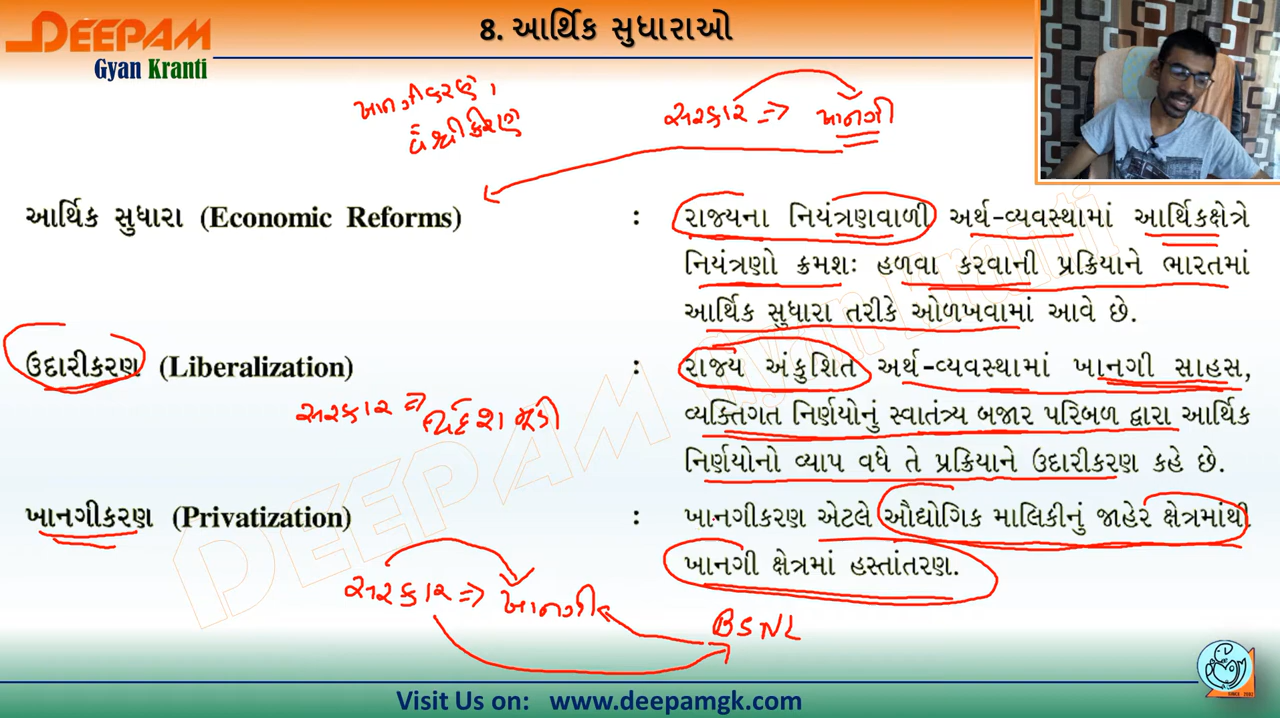 DEEPAM
Gyan Kranti
8. આર્થિક સુધારાઓ
ખાનગીકરણ,
વૈશ્વીકરણ
સરકાર ⇒ ખાનગી
આર્થિક સુધારા (Economic Reforms) : રાજ્યના નિયંત્રણવાળી અર્થ-વ્યવસ્થામાં આર્થિકક્ષેત્રે
નિયંત્રણો ક્રમશઃ હળવા કરવાની પ્રક્રિયાને ભારતમાં
આર્થિક સુધારા તરીકે ઓળખવામાં આવે છે.
ઉદારીકરણ (Liberalization) : રાજ્ય અંકુશિત અર્થ-વ્યવસ્થામાં ખાનગી સાહસ,
સરકાર ⇒
વ્યક્તિગત નિર્ણયોનું સ્વાતંત્ર્ય બજાર પરિબળ દ્વારા આર્થિક
નિર્ણયોનો વ્યાપ વધે તે પ્રક્રિયાને ઉદારીકરણ કહે છે.
ખાનગીકરણ (Privatization) : ખાનગીકરણ એટલે ઔદ્યોગિક માલિકીનું જાહેર ક્ષેત્રમાંથી
ખાનગી ક્ષેત્રમાં હસ્તાંતરણ.
સરકાર ⇒ ખાનગી
BSNL
DEEPAM Gyan Kranti
Visit Us on: www.deepamgk.com